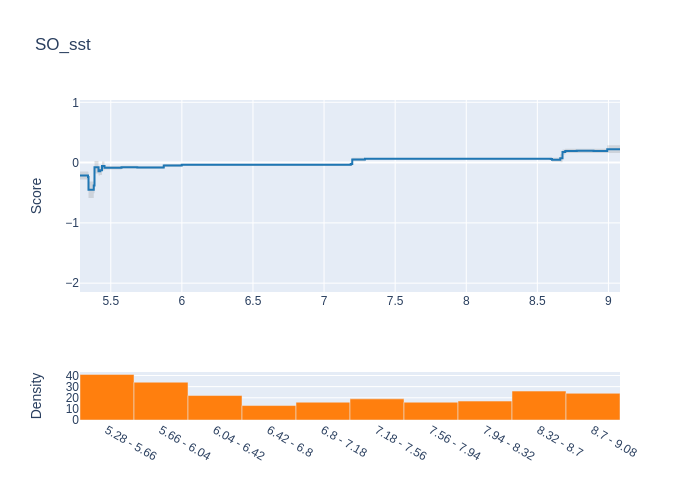 SO_sst
Score
1
0
−1
−2
5.5
6
6.5
7
7.5
8
8.5
9
Density
40
30
20
10
0
5.28 - 5.66
5.66 - 6.04
6.04 - 6.42
6.42 - 6.8
6.8 - 7.18
7.18 - 7.56
7.56 - 7.94
7.94 - 8.32
8.32 - 8.7
8.7 - 9.08